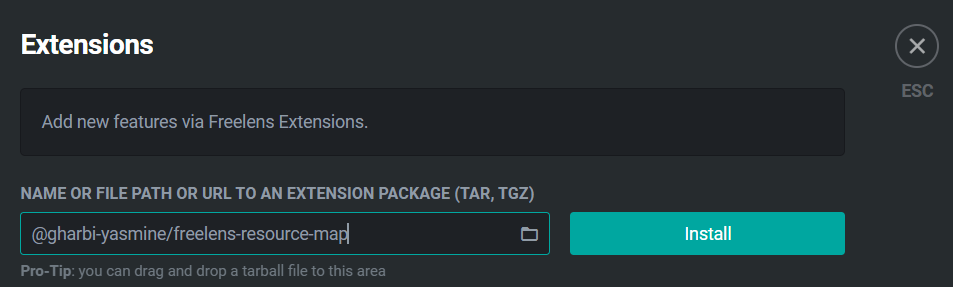 Extensions
ESC
Add new features via Freelens Extensions.
NAME OR FILE PATH OR URL TO AN EXTENSION PACKAGE (TAR, TGZ)
@gharbi-yasmine/freelens-resource-map
Install
Pro-Tip: you can drag and drop a tarball file to this area